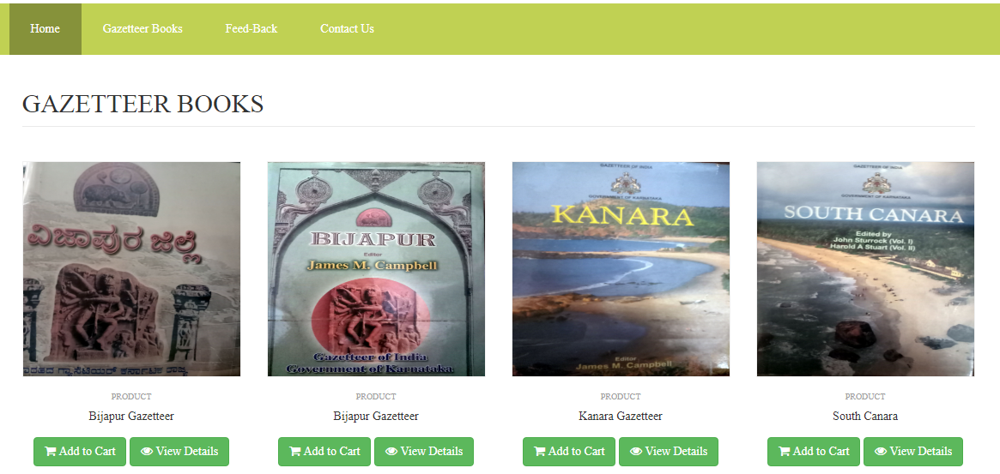 Home
Gazetteer Books
Feed-Back
Contact Us
GAZETTEER BOOKS
ವಿಜಾಪುರ ಜಿಲ್ಲೆ
ಗ್ಯಾಸೆಟಿಯರ್ ಕರ್ನಾಟಕ ರಾಜ್ಯ
BIJAPUR
Editor
James M. Campbell
Gazetteer of India
Government of Karnataka
GAZETTEER OF INDIA
GOVERNMENT OF KARNATAKA
KANARA
Editor
James M. Campbell
GAZETTEER OF INDIA
GOVERNMENT OF KARNATAKA
SOUTH CANARA
Edited by
John Sturrock (Vol. I)
Harold A Stuart (Vol. II)
PRODUCT
Bijapur Gazetteer
Add to Cart
View Details
PRODUCT
Bijapur Gazetteer
Add to Cart
View Details
PRODUCT
Kanara Gazetteer
Add to Cart
View Details
PRODUCT
South Canara
Add to Cart
View Details